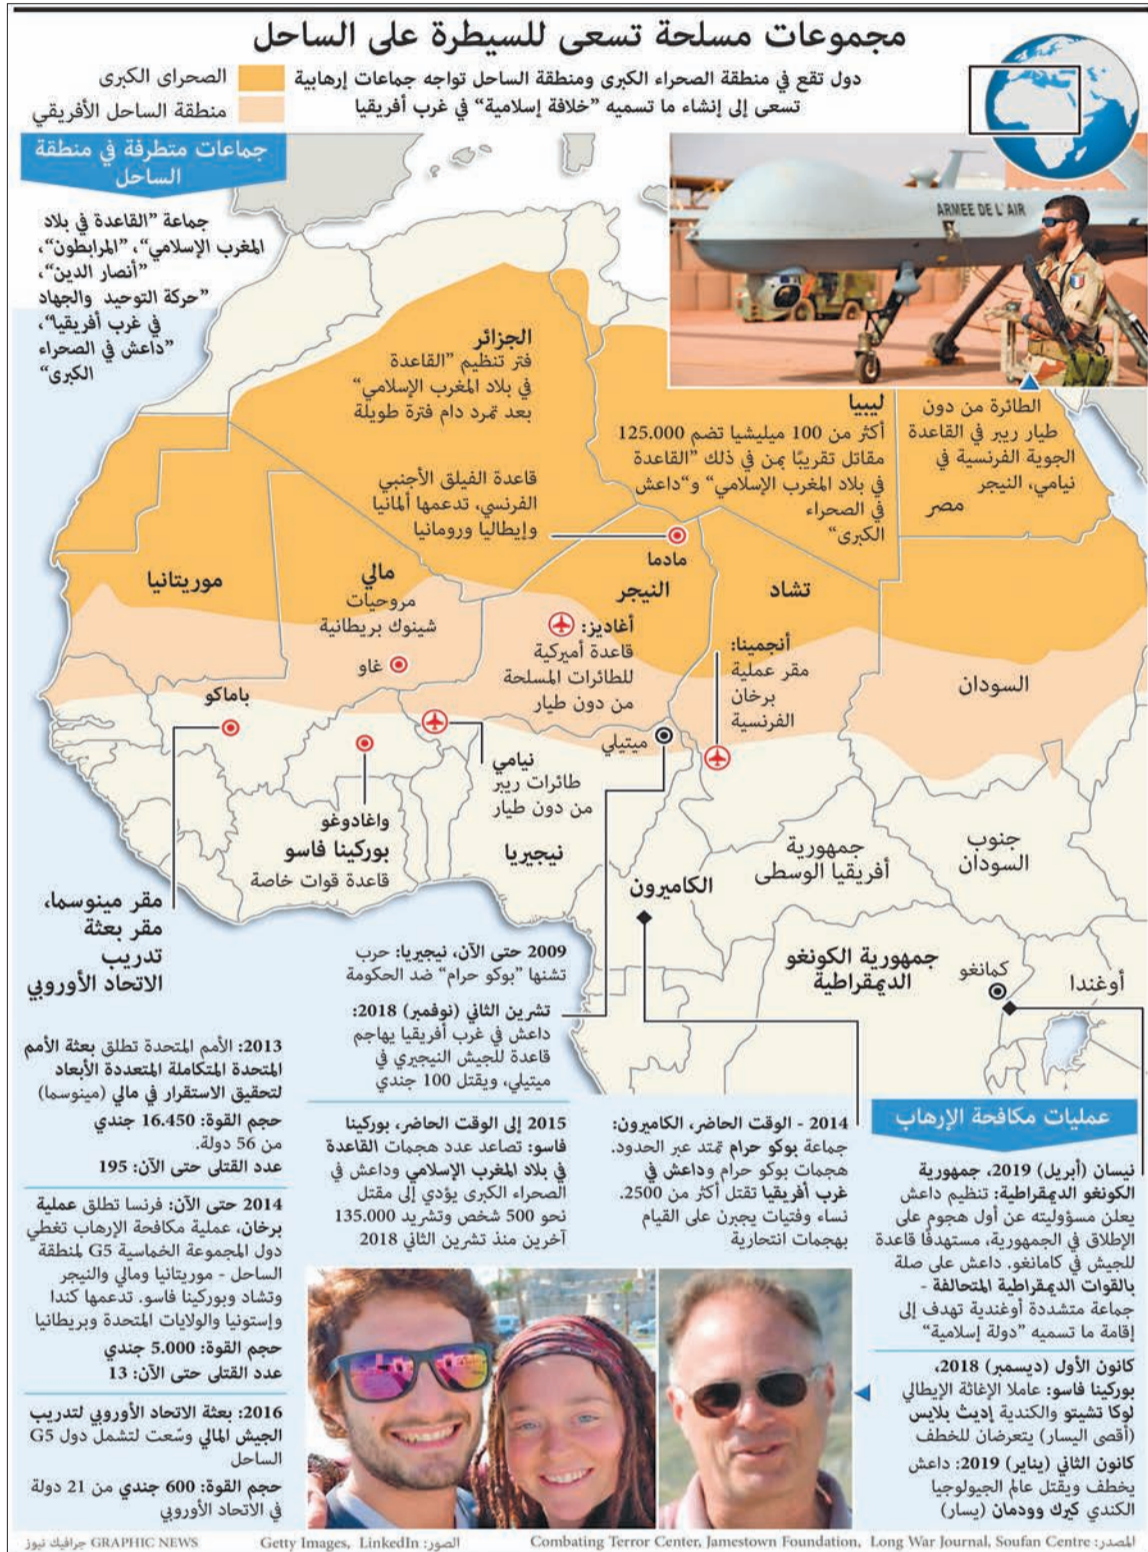 مجموعات مسلحة تسعى للسيطرة على الساحل
دول تقع في منطقة الصحراء الكبرى ومنطقة الساحل تواجه جماعات إرهابية
تسعى إلى إنشاء ما تسميه ”خلافة إسلامية“ في غرب أفريقيا
الصحراى الكبرى
منطقة الساحل الأفريقي
جماعات متطرفة في منطقة
الساحل
جماعة ”القاعدة في بلاد
المغرب الإسلامي“، ”المرابطون“،
”أنصار الدين“،
”حركة التوحيد والجهاد
في غرب أفريقيا“،
”داعش في الصحراء
الكبرى“
ARMEE DE L'AIR
الطائرة من دون
طيار ريبر في القاعدة
الجوية الفرنسية في
نيامي، النيجر
مصر
ليبيا
أكثر من 100 ميليشيا تضم 125.000
مقاتل تقريبًا بمن في ذلك ”القاعدة
في بلاد المغرب الإسلامي“ و“داعش
في الصحراء
الكبرى“
الجزائر
فتر تنظيم ”القاعدة
في بلاد المغرب الإسلامي“
بعد تمرد دام فترة طويلة
قاعدة الفيلق الأجنبي
الفرنسي، تدعمها ألمانيا
وإيطاليا ورومانيا
مادما
موريتانيا
مالي
مروحيات
شينوك بريطانية
غاو
النيجر
أغاديز:
قاعدة أميركية
للطائرات المسلحة
من دون طيار
تشاد
أنجمينا:
مقر عملية
برخان
الفرنسية
السودان
باماكو
ميتيلي
نيامي
طائرات ريبر
من دون طيار
واغادوغو
بوركينا فاسو
قاعدة قوات خاصة
نيجيريا
الكاميرون
جمهورية
أفريقيا الوسطى
جنوب
السودان
جمهورية الكونغو
الديمقراطية
كمانغو
أوغندا
مقر مينوسما،
مقر بعثة
تدريب
الاتحاد الأوروبي
2009 حتى الآن، نيجيريا: حرب
تشنها ”بوكو حرام“ ضد الحكومة
تشرين الثاني (نوفمبر) 2018:
داعش في غرب أفريقيا يهاجم
قاعدة للجيش النيجيري في
ميتيلي، ويقتل 100 جندي
2015 إلى الوقت الحاضر، بوركينا
فاسو: تصاعد عدد هجمات القاعدة
في بلاد المغرب الإسلامي وداعش في
الصحراء الكبرى يؤدي إلى مقتل
نحو 500 شخص وتشريد 135.000
آخرين منذ تشرين الثاني 2018
2014 - الوقت الحاضر، الكاميرون:
جماعة بوكو حرام تمتد عبر الحدود.
هجمات بوكو حرام وداعش في
غرب أفريقيا تقتل أكثر من 2500.
نساء وفتيات يجبرن على القيام
بهجمات انتحارية
عمليات مكافحة الإرهاب
نيسان (أبريل) 2019، جمهورية
الكونغو الديمقراطية: تنظيم داعش
يعلن مسؤوليته عن أول هجوم على
الإطلاق في الجمهورية، مستهدفًا قاعدة
للجيش في كامانغو. داعش على صلة
بالقوات الديمقراطية المتحالفة -
جماعة متشددة أوغندية تهدف إلى
إقامة ما تسميه ”دولة إسلامية“
كانون الأول (ديسمبر) 2018،
بوركينا فاسو: عاملا الإغاثة الإيطالي
لوكا تشيتو والكندية إديث بلايس
(أقصى اليسار) يتعرضان للخطف
كانون الثاني (يناير) 2019: داعش
يخطف ويقتل عالم الجيولوجيا
الكندي كيرك وودمان (يسار)
2013: الأمم المتحدة تطلق بعثة الأمم
المتحدة المتكاملة المتعددة الأبعاد
لتحقيق الاستقرار في مالي (مينوسما)
حجم القوة: 16.450 جندي
من 56 دولة.
عدد القتلى حتى الآن: 195
2014 حتى الآن: فرنسا تطلق عملية
برخان، عملية مكافحة الإرهاب تغطي
دول المجموعة الخماسية G5 لمنطقة
الساحل - موريتانيا ومالي والنيجر
وتشاد وبوركينا فاسو. تدعمها كندا
وإستونيا والولايات المتحدة وبريطانيا
حجم القوة: 5.000 جندي
عدد القتلى حتى الآن: 13
2016: بعثة الاتحاد الأوروبي لتدريب
الجيش المالي وسّعت لتشمل دول G5
الساحل
حجم القوة: 600 جندي من 21 دولة
في الاتحاد الأوروبي
المصدر: Combating Terror Center, Jamestown Foundation, Long War Journal, Soufan Centre
الصور: Getty Images, LinkedIn
GRAPHIC NEWS جرافيك نيوز